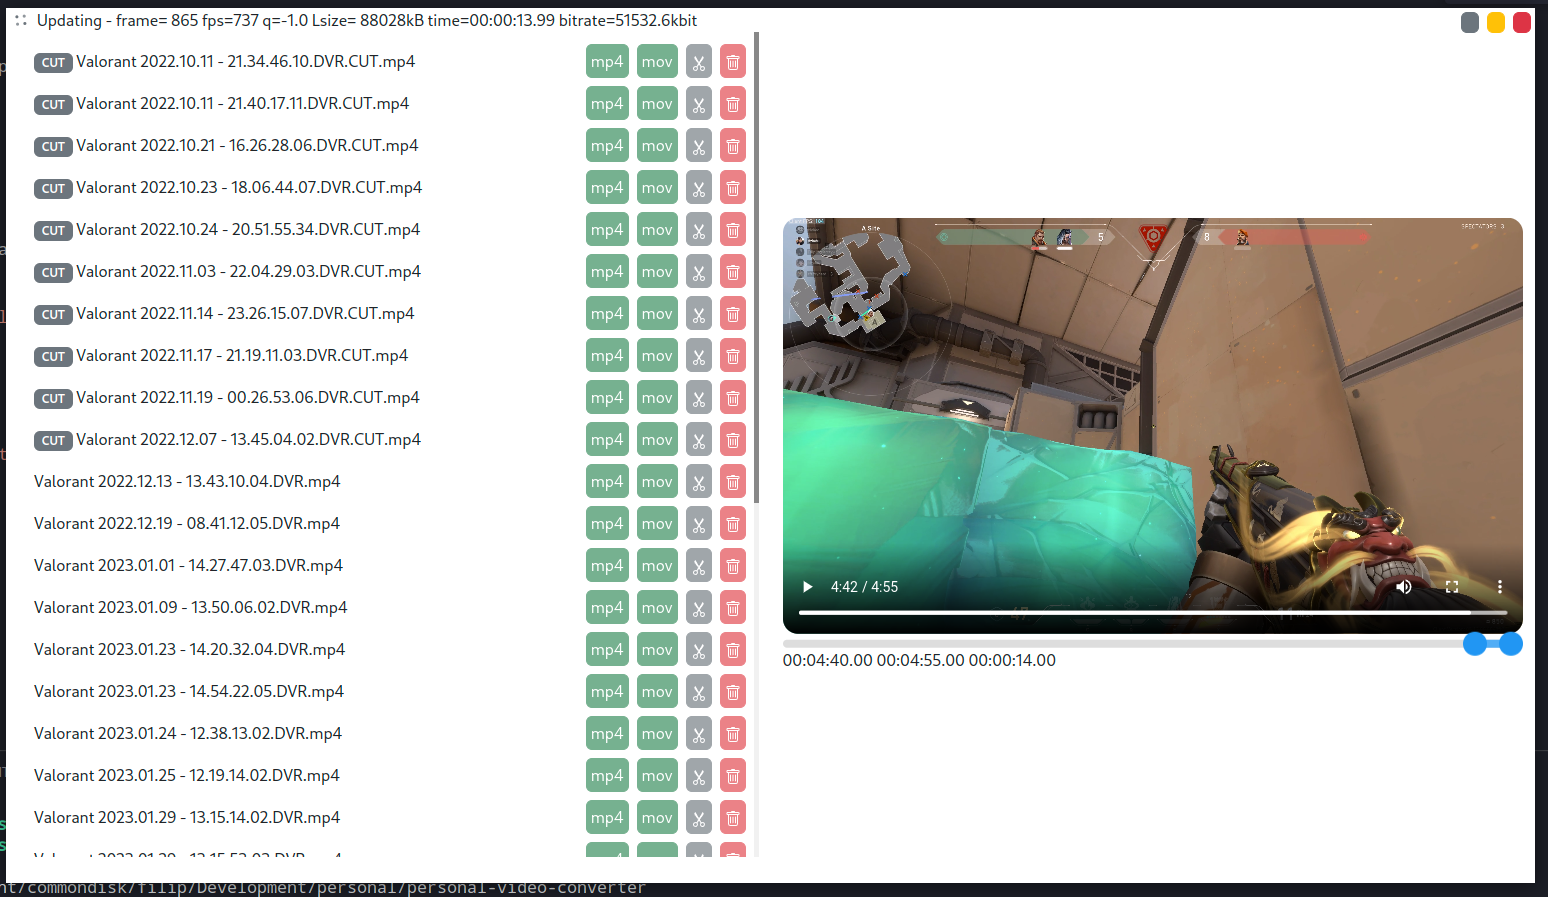 Updating - frame= 865 fps=737 q=-1.0 Lsize= 88028kB time=00:00:13.99 bitrate=51532.6kbit
CUT Valorant 2022.10.11 - 21.34.46.10.DVR.CUT.mp4 mp4 mov
CUT Valorant 2022.10.11 - 21.40.17.11.DVR.CUT.mp4 mp4 mov
CUT Valorant 2022.10.21 - 16.26.28.06.DVR.CUT.mp4 mp4 mov
CUT Valorant 2022.10.23 - 18.06.44.07.DVR.CUT.mp4 mp4 mov
CUT Valorant 2022.10.24 - 20.51.55.34.DVR.CUT.mp4 mp4 mov
CUT Valorant 2022.11.03 - 22.04.29.03.DVR.CUT.mp4 mp4 mov
CUT Valorant 2022.11.14 - 23.26.15.07.DVR.CUT.mp4 mp4 mov
CUT Valorant 2022.11.17 - 21.19.11.03.DVR.CUT.mp4 mp4 mov
CUT Valorant 2022.11.19 - 00.26.53.06.DVR.CUT.mp4 mp4 mov
CUT Valorant 2022.12.07 - 13.45.04.02.DVR.CUT.mp4 mp4 mov
Valorant 2022.12.13 - 13.43.10.04.DVR.mp4 mp4 mov
Valorant 2022.12.19 - 08.41.12.05.DVR.mp4 mp4 mov
Valorant 2023.01.01 - 14.27.47.03.DVR.mp4 mp4 mov
Valorant 2023.01.09 - 13.50.06.02.DVR.mp4 mp4 mov
Valorant 2023.01.23 - 14.20.32.04.DVR.mp4 mp4 mov
Valorant 2023.01.23 - 14.54.22.05.DVR.mp4 mp4 mov
Valorant 2023.01.24 - 12.38.13.02.DVR.mp4 mp4 mov
Valorant 2023.01.25 - 12.19.14.02.DVR.mp4 mp4 mov
Valorant 2023.01.29 - 13.15.14.02.DVR.mp4 mp4 mov
A Site
5
8
SPECTATORS 3
A
4:42 / 4:55
00:04:40.00 00:04:55.00 00:00:14.00
nt/commondisk/filip/Development/personal/personal-video-converter